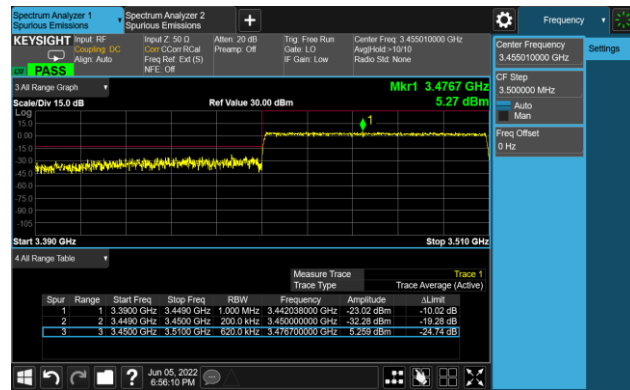 Spectrum Analyzer 1
Spurious Emissions
Spectrum Analyzer 2
Spurious Emissions
+
Frequency
KEYSIGHT
Input: RF
Coupling: DC
Align: Auto
Input Z: 50 Ω
Corr CCorr RCal
Freq Ref: Ext (S)
NFE: Off
Atten: 20 dB
Preamp: Off
Trig: Free Run
Gate: LO
IF Gain: Low
Center Freq: 3.455010000 GHz
Avg|Hold:>10/10
Radio Std: None
PASS
Center Frequency
3.455010000 GHz
Settings
CF Step
3.500000 MHz
Auto
Man
Freq Offset
0 Hz
3 All Range Graph
Mkr1 3.4767 GHz
Scale/Div 15.0 dB
Ref Value 30.00 dBm
5.27 dBm
Log
15.0
0.00
-15.0
-30.0
-45.0
-60.0
-75.0
-90.0
-105
1
Start 3.390 GHz
Stop 3.510 GHz
4 All Range Table
Measure Trace
Trace 1
Trace Type
Trace Average (Active)
Spur Range Start Freq Stop Freq RBW Frequency Amplitude ΔLimit
1 1 3.3900 GHz 3.4490 GHz 1.000 MHz 3.442038000 GHz -23.02 dBm -10.02 dB
2 2 3.4490 GHz 3.4500 GHz 200.0 kHz 3.450000000 GHz -32.28 dBm -19.28 dB
3 3 3.4500 GHz 3.5100 GHz 620.0 kHz 3.476700000 GHz 5.259 dBm -24.74 dB
?
Jun 05, 2022
6:56:10 PM